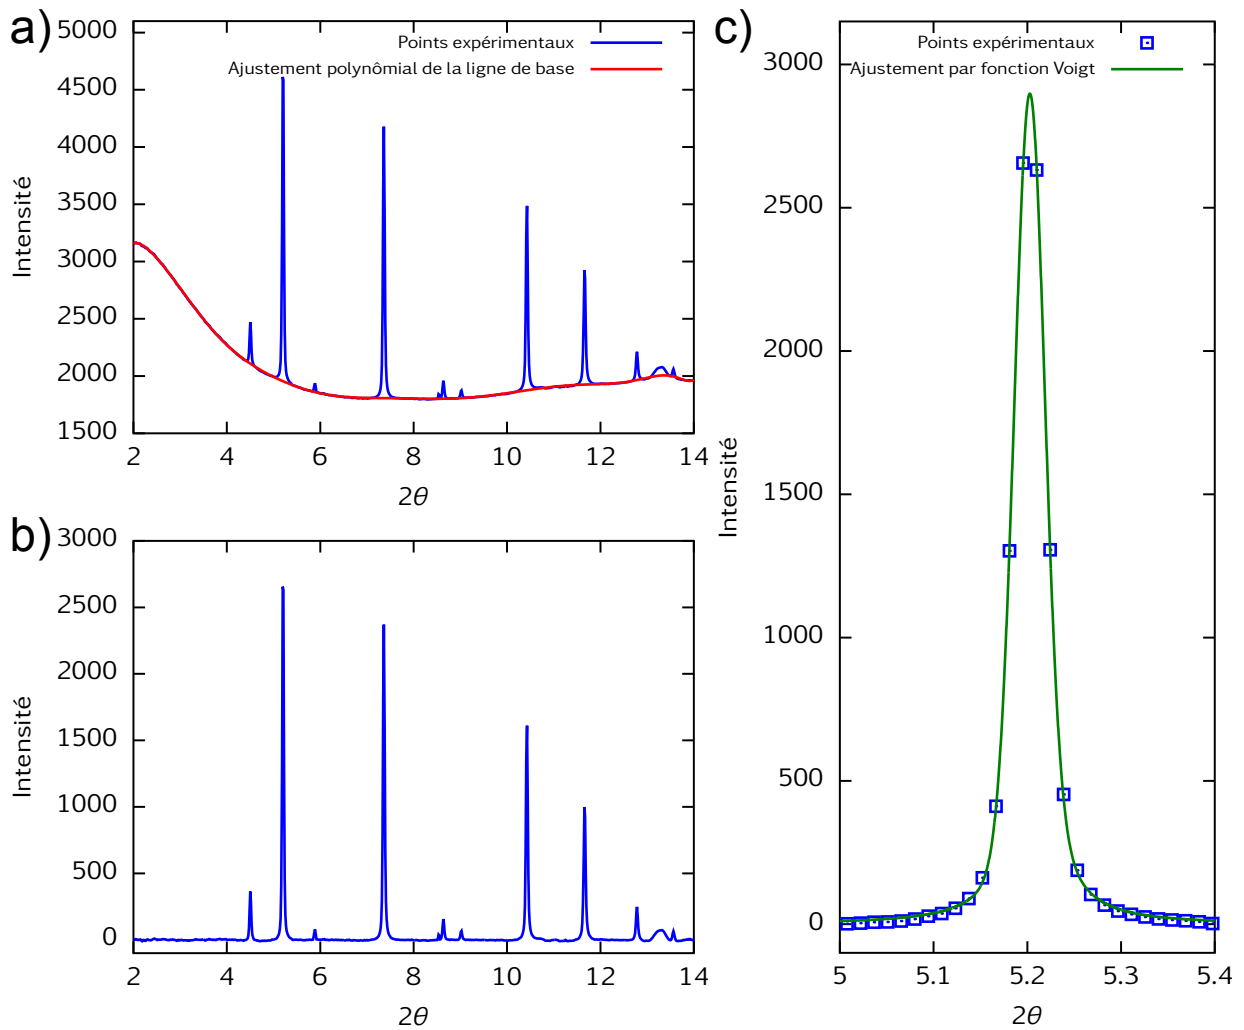 a)
5000
4500
4000
3500
3000
2500
2000
1500
Intensité
Points expérimentaux
Ajustement polynômial de la ligne de base
2 4 6 8 10 12 14
2θ
b)
3000
2500
2000
1500
1000
500
0
Intensité
2 4 6 8 10 12 14
2θ
c)
3000
2500
2000
1500
1000
500
0
Intensité
Points expérimentaux
Ajustement par fonction Voigt
5 5.1 5.2 5.3 5.4
2θ